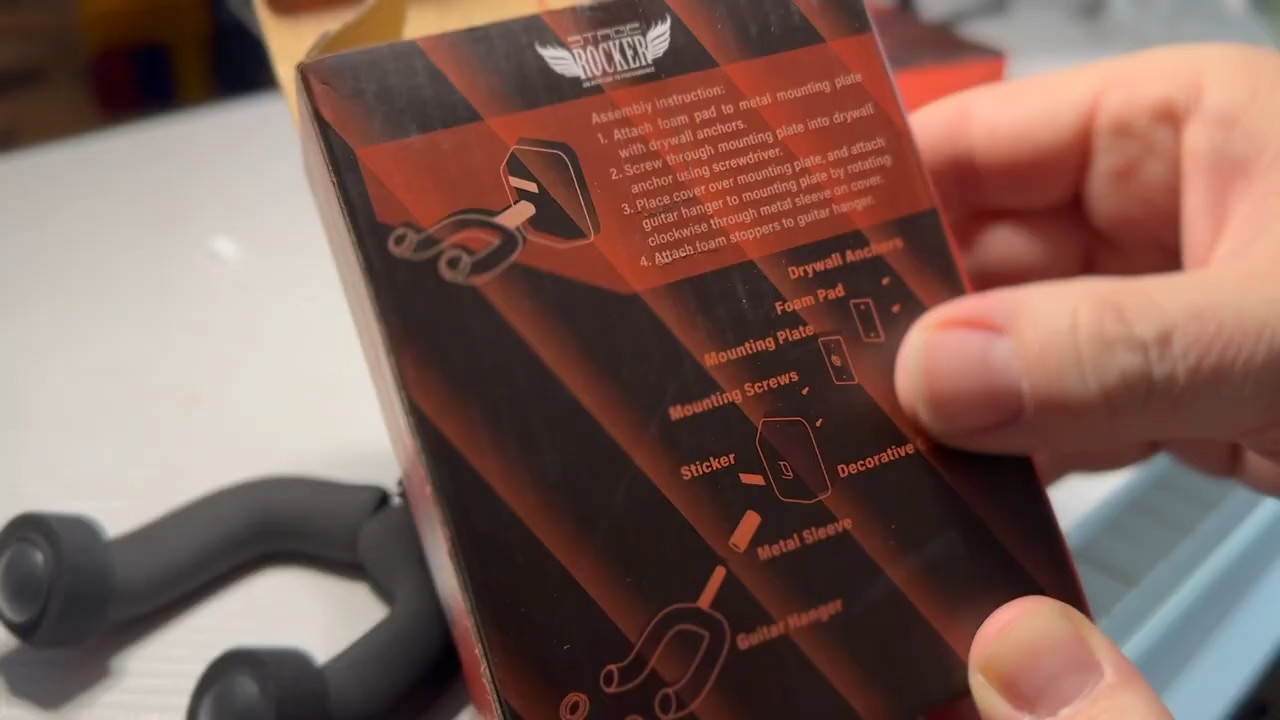 STAGE
ROCKER
Assembly instruction:
1. Attach foam pad to metal mounting plate
with drywall anchors.
2. Screw through mounting plate into drywall
anchor using screwdriver.
3. Place cover over mounting plate, and attach
guitar hanger to mounting plate by rotating
clockwise through metal sleeve on cover.
4. Attach foam stoppers to guitar hanger.
Drywall Anchors
Foam Pad
Mounting Plate
Mounting Screws
Sticker
Decorative
Metal Sleeve
Guitar Hanger